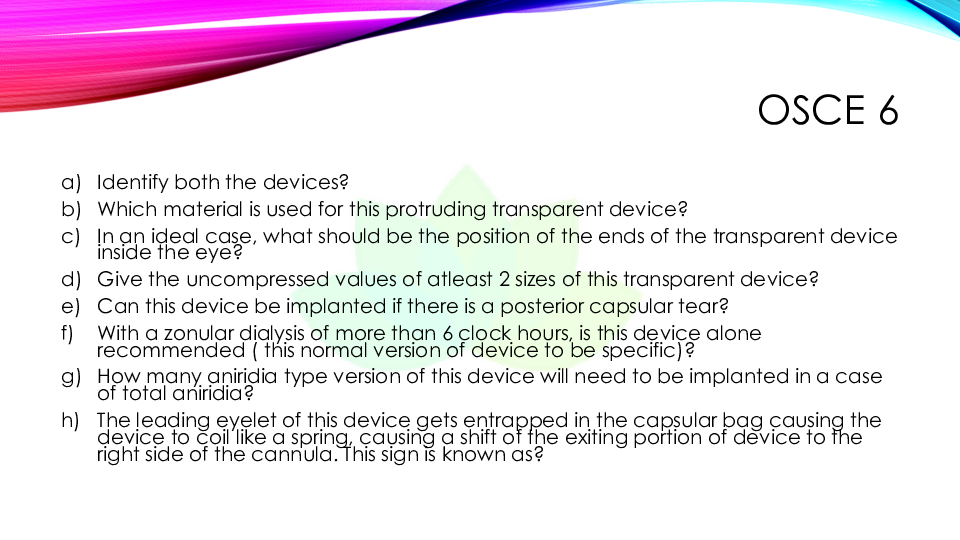 OSCE 6
a) Identify both the devices?
b) Which material is used for this protruding transparent device?
c) In an ideal case, what should be the position of the ends of the transparent device
inside the eye?
d) Give the uncompressed values of atleast 2 sizes of this transparent device?
e) Can this device be implanted if there is a posterior capsular tear?
f) With a zonular dialysis of more than 6 clock hours, is this device alone
recommended ( this normal version of device to be specific)?
g) How many aniridia type version of this device will need to be implanted in a case
of total aniridia?
h) The leading eyelet of this device gets entrapped in the capsular bag causing the
device to coil like a spring, causing a shift of the exiting portion of device to the
right side of the cannula. This sign is known as?